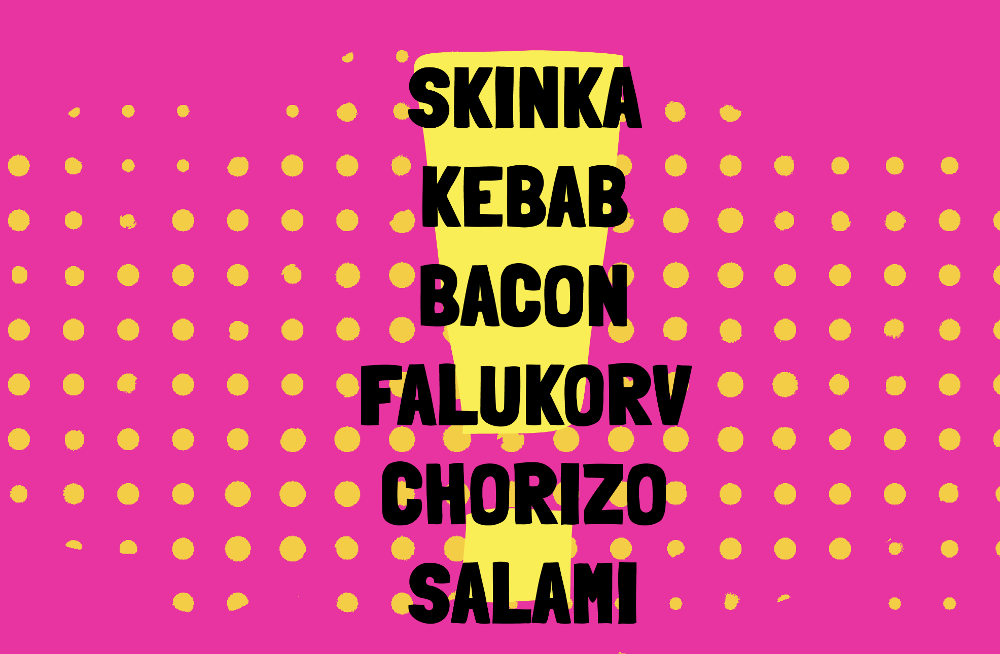 SKINKA
KEBAB
BACON
FALUKORV
CHORIZO
SALAMI